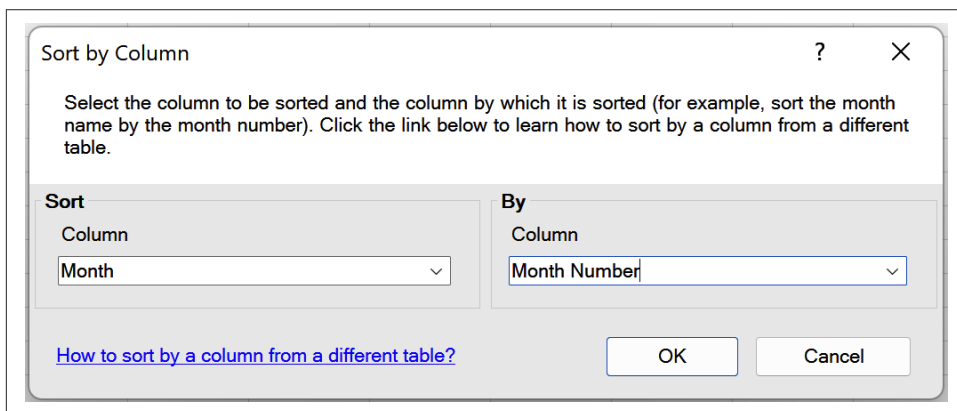 Sort by Column
?
Select the column to be sorted and the column by which it is sorted (for example, sort the month
name by the month number). Click the link below to learn how to sort by a column from a different
table.
Sort
Column
Month
By
Column
Month Number
How to sort by a column from a different table?
OK
Cancel